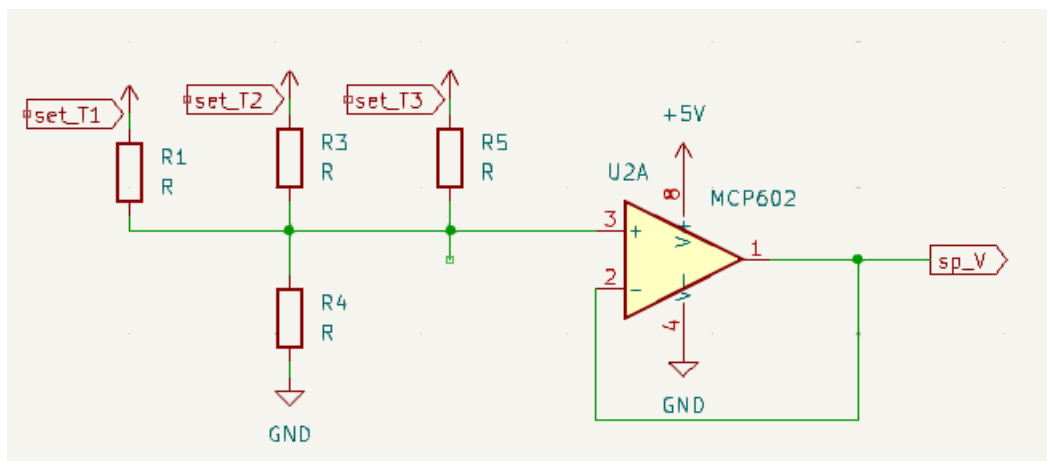 set_T1
set_T2
set_T3
R1
R
R3
R
R5
R
R4
R
GND
+5V
U2A
MCP602
8
V+
3
+
2
-
1
V-
4
GND
sp_V